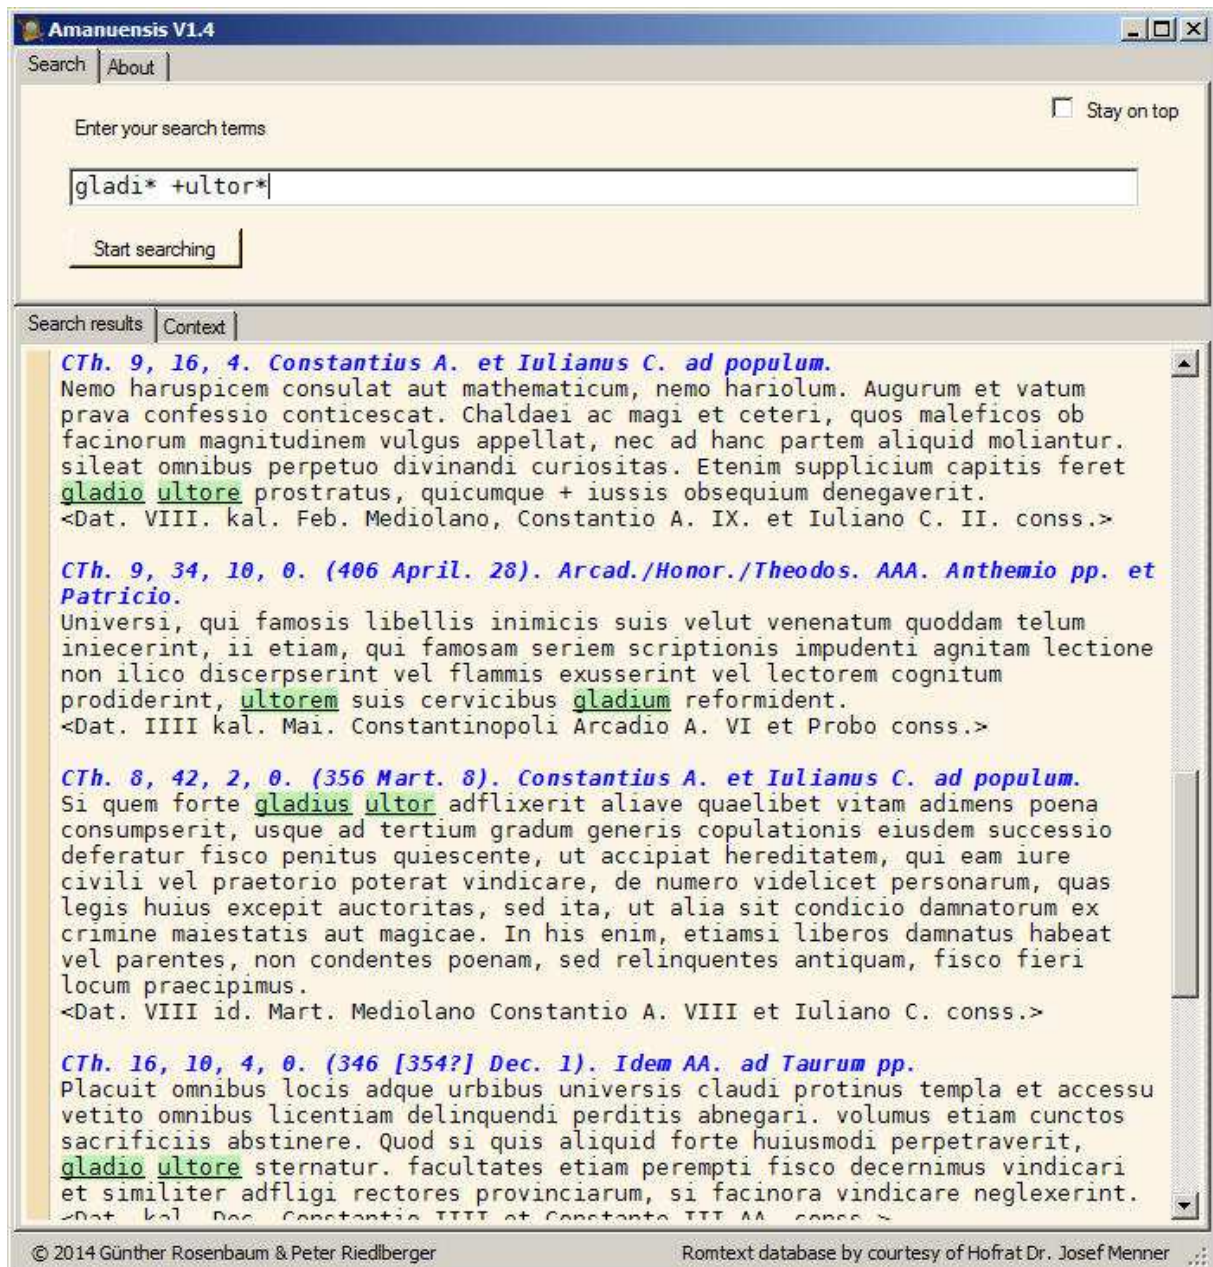 Amanuensis V1.4
Search About
Stay on top
Enter your search terms
gladi* +ultor*
Start searching
Search results Context
CTh. 9, 16, 4. Constantius A. et Iulianus C. ad populum.
Nemo haruspicem consulat aut mathematicum, nemo hariolum. Augurum et vatum
prava confessio conticescat. Chaldaei ac magi et ceteri, quos maleficos ob
facinorum magnitudinem vulgus appellat, nec ad hanc partem aliquid moliantur.
sileat omnibus perpetuo divinandi curiositas. Etenim supplicium capitis feret
gladio ultore prostratus, quicumque + iussis obsequium denegaverit.
<Dat. VIII. kal. Feb. Mediolano, Constantio A. IX. et Iuliano C. II. conss.>
CTh. 9, 34, 10, 0. (406 April. 28). Arcad./Honor./Theodos. AAA. Anthemio pp. et
Patricio.
Universi, qui famosis libellis inimicis suis velut venenatum quoddam telum
iniecerint, ii etiam, qui famosam seriem scriptionis impudenti agnitam lectione
non ilico discerpserint vel flammis exusserint vel lectorem cognitum
prodiderint, ultorem suis cervicibus gladium reformident.
<Dat. IIII kal. Mai. Constantinopoli Arcadio A. VI et Probo conss.>
CTh. 8, 42, 2, 0. (356 Mart. 8). Constantius A. et Iulianus C. ad populum.
Si quem forte gladius ultor adflixerit aliave quaelibet vitam adimens poena
consumpserit, usque ad tertium gradum generis copulationis eiusdem successio
deferatur fisco penitus quiescente, ut accipiat hereditatem, qui eam iure
civili vel praetorio poterat vindicare, de numero videlicet personarum, quas
legis huius excepit auctoritas, sed ita, ut alia sit condicio damnatorum ex
crimine maiestatis aut magicae. In his enim, etiamsi liberos damnatus habeat
vel parentes, non condentes poenam, sed relinquentes antiquam, fisco fieri
locum praecipimus.
<Dat. VIII id. Mart. Mediolano Constantio A. VIII et Iuliano C. conss.>
CTh. 16, 10, 4, 0. (346 [354?] Dec. 1). Idem AA. ad Taurum pp.
Placuit omnibus locis adque urbibus universis claudi protinus templa et accessu
vetito omnibus licentiam delinquendi perditis abnegari. volumus etiam cunctos
sacrificiis abstinere. Quod si quis aliquid forte huiusmodi perpetraverit,
gladio ultore sternatur. facultates etiam perempti fisco decernimus vindicari
et similiter adfligi rectores provinciarum, si facinora vindicare neglexerint.
<Dat. kal. Dec. Constantio IIII et Constante III AA. conss.>
© 2014 Günther Rosenbaum & Peter Riedlberger Romtext database by courtesy of Hofrat Dr. Josef Menner